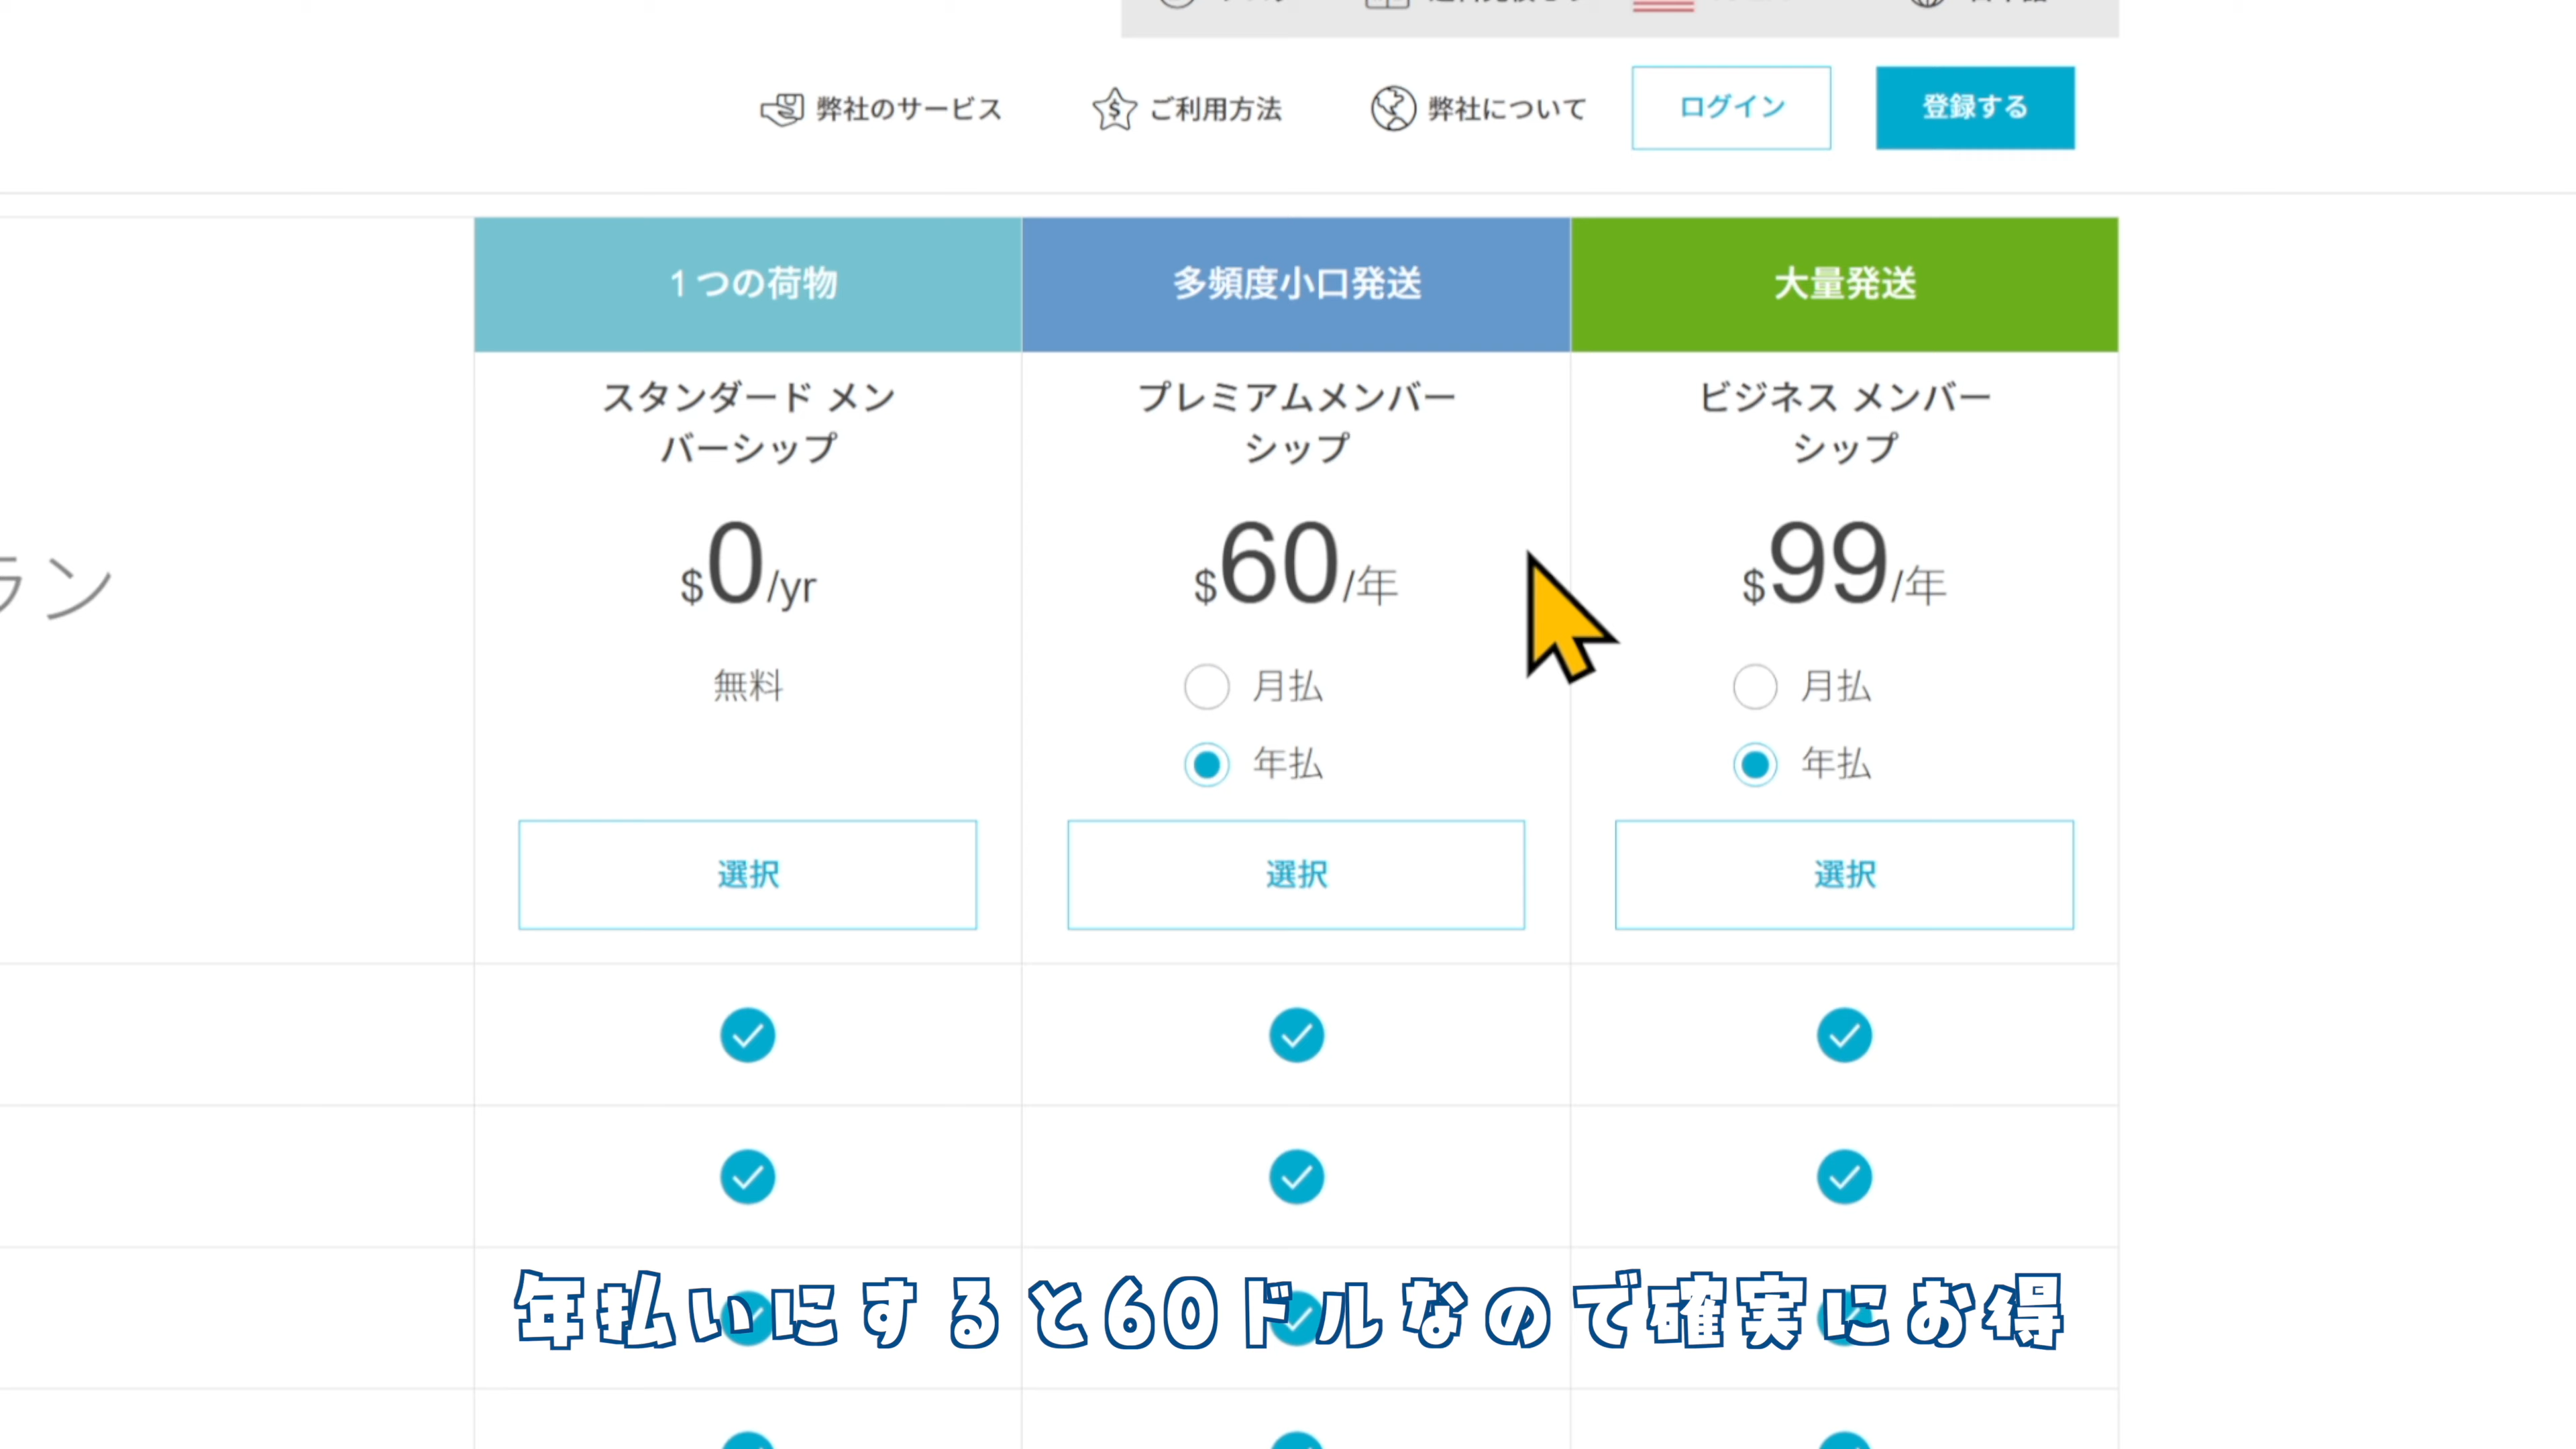 弊社のサービス
ご利用方法
弊社について
ログイン
登録する
1つの荷物
多頻度小口発送
大量発送
スタンダード メン
バーシップ
プレミアムメンバー
シップ
ビジネス メンバー
シップ
$0/yr
$60/年
$99/年
ラン
無料
月払
月払
年払
年払
選択
選択
選択
年払いにすると60ドルなので確実にお得